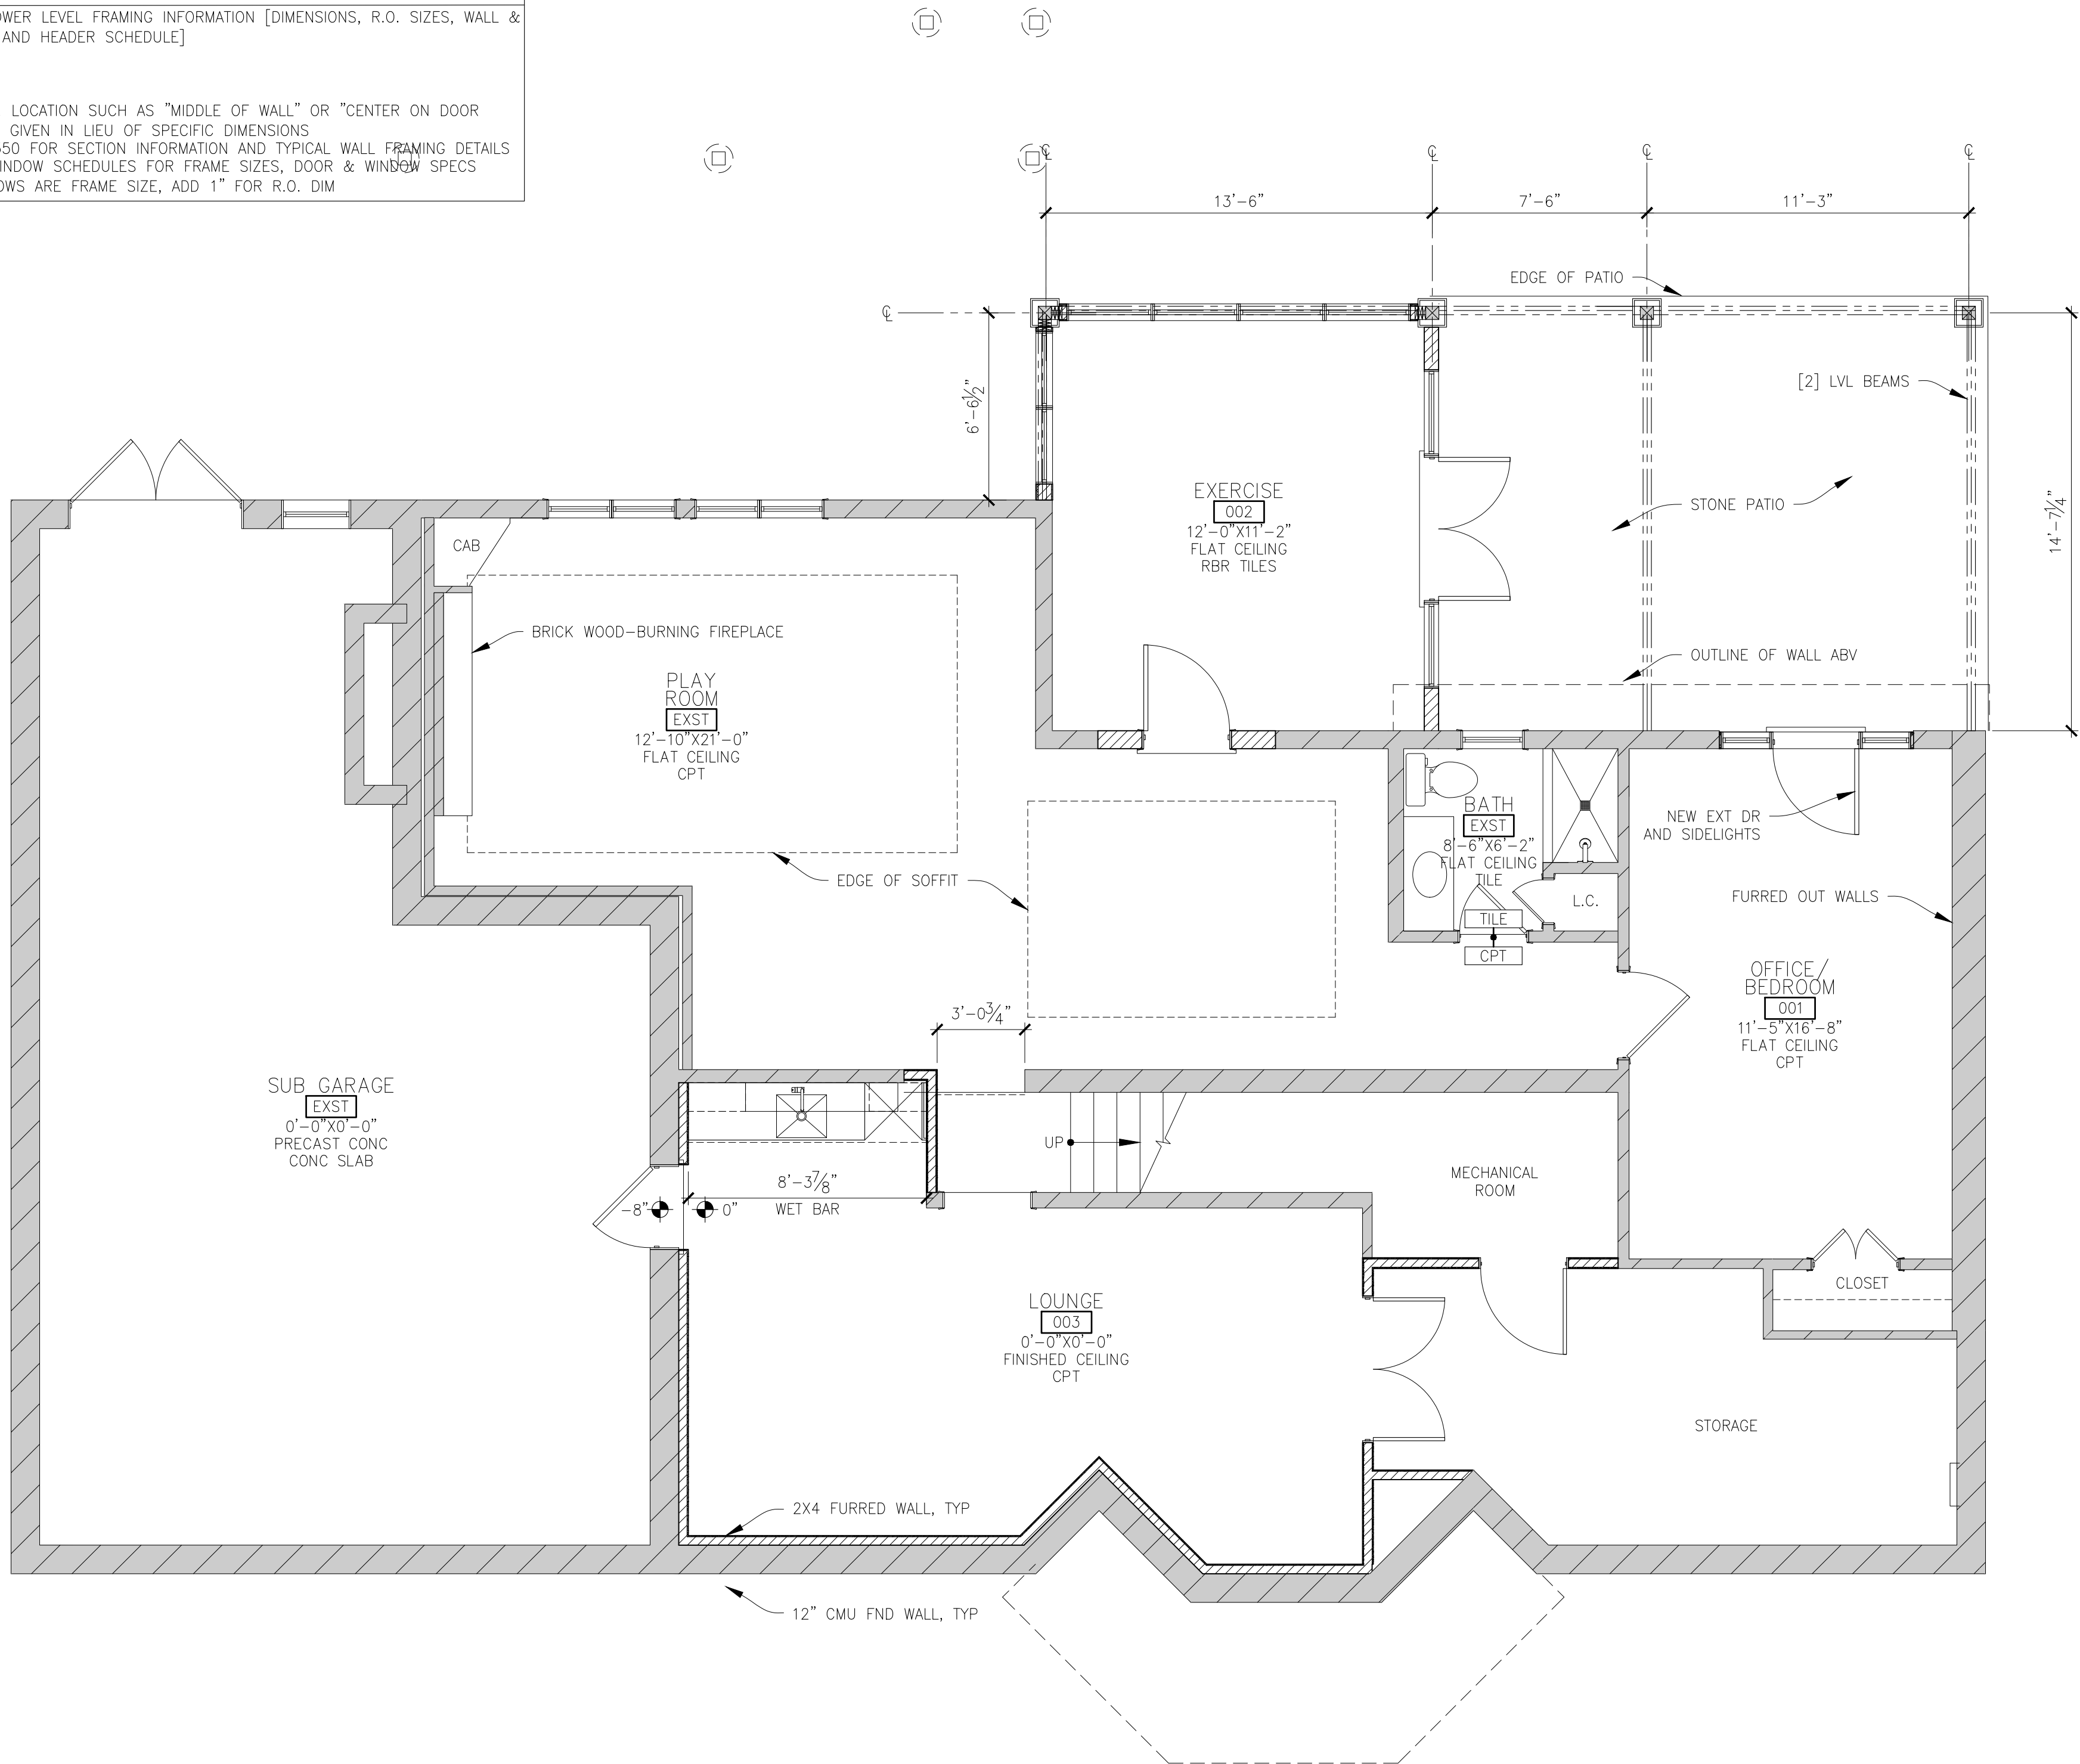 OWER LEVEL FRAMING INFORMATION [DIMENSIONS, R.O. SIZES, WALL &
AND HEADER SCHEDULE]
LOCATION SUCH AS "MIDDLE OF WALL" OR "CENTER ON DOOR
GIVEN IN LIEU OF SPECIFIC DIMENSIONS
50 FOR SECTION INFORMATION AND TYPICAL WALL FRAMING DETAILS
INDOW SCHEDULES FOR FRAME SIZES, DOOR & WINDOW SPECS
OWS ARE FRAME SIZE, ADD 1" FOR R.O. DIM
℄
℄
℄
℄
13'-6"
7'-6"
11'-3"
EDGE OF PATIO
℄
[2] LVL BEAMS
6'-6½"
14'-7¼"
EXERCISE
002
12'-0"X11'-2"
FLAT CEILING
RBR TILES
STONE PATIO
CAB
BRICK WOOD-BURNING FIREPLACE
OUTLINE OF WALL ABV
PLAY
ROOM
EXST
12'-10"X21'-0"
FLAT CEILING
CPT
BATH
EXST
8'-6"X6'-2"
FLAT CEILING
TILE
NEW EXT DR
AND SIDELIGHTS
EDGE OF SOFFIT
L.C.
FURRED OUT WALLS
TILE
CPT
OFFICE/
BEDROOM
001
11'-5"X16'-8"
FLAT CEILING
CPT
3'-0¾"
SUB GARAGE
EXST
0'-0"X0'-0"
PRECAST CONC
CONC SLAB
UP
MECHANICAL
ROOM
8'-3⅞"
WET BAR
-8"
0"
CLOSET
LOUNGE
003
0'-0"X0'-0"
FINISHED CEILING
CPT
STORAGE
2X4 FURRED WALL, TYP
12" CMU FND WALL, TYP